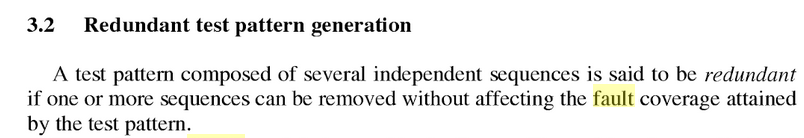 3.2 Redundant test pattern generation
A test pattern composed of several independent sequences is said to be redundant
if one or more sequences can be removed without affecting the fault coverage attained
by the test pattern.